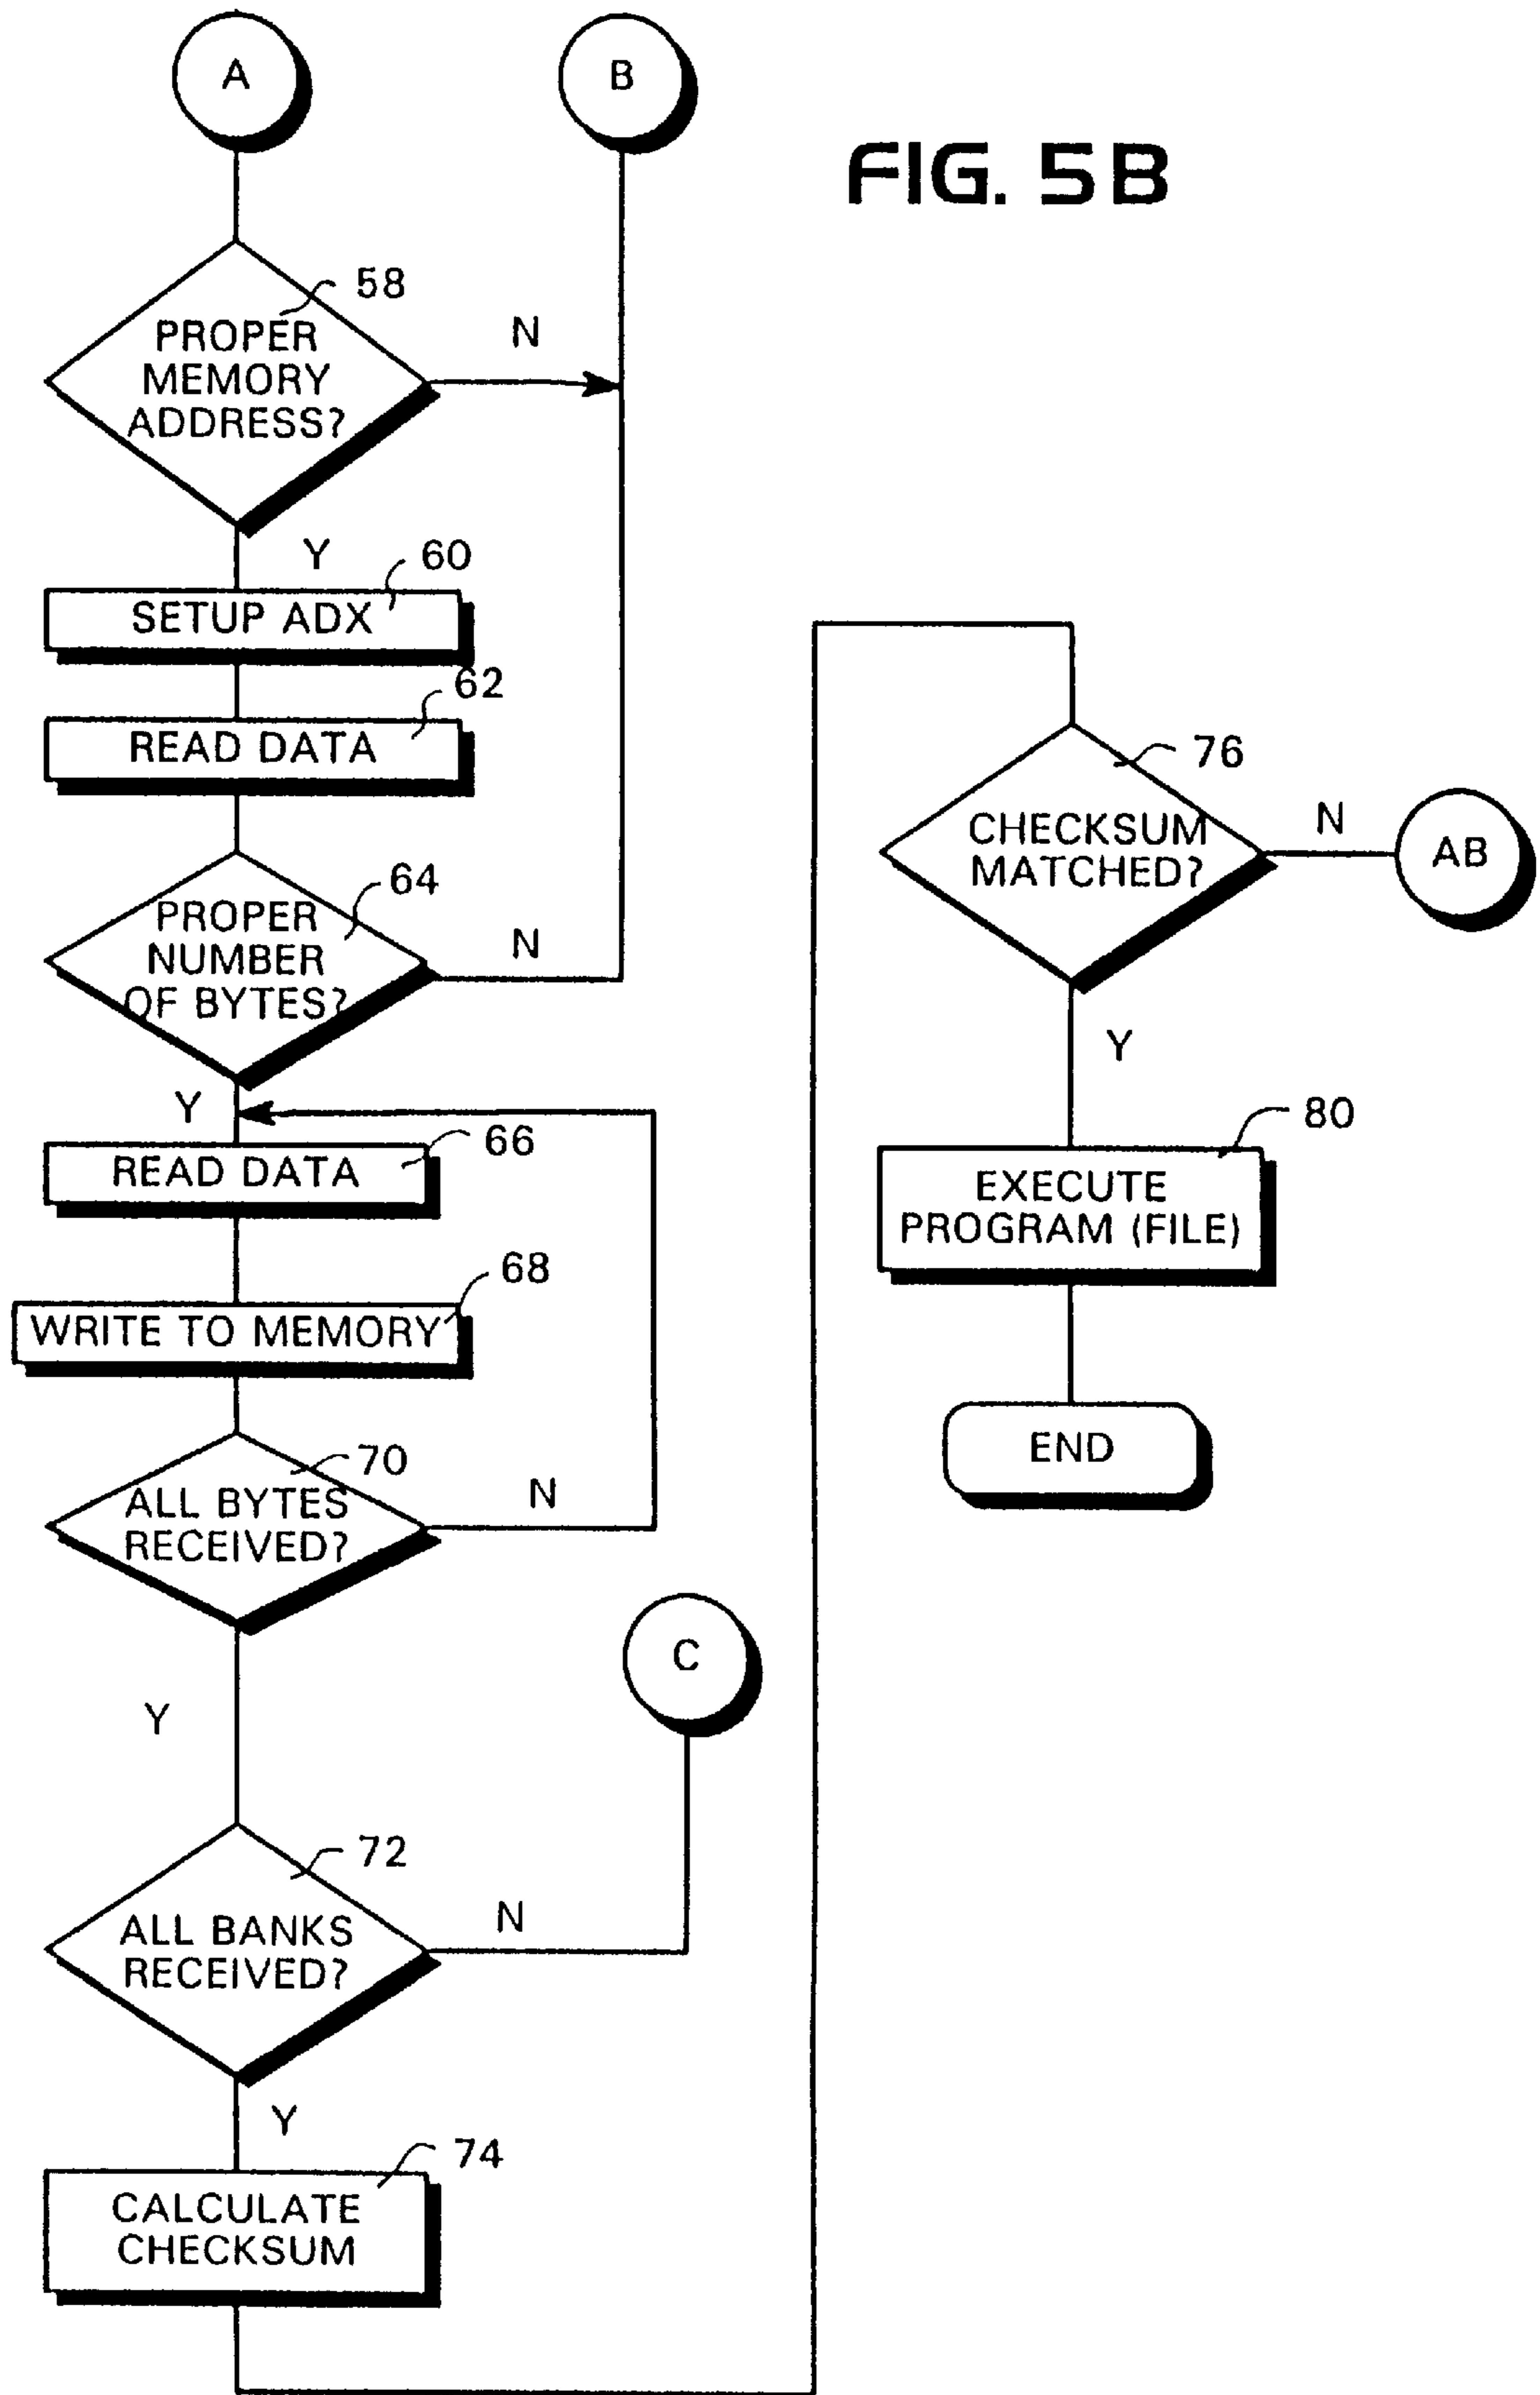 A
B
FIG. 5B
58
PROPER
MEMORY
ADDRESS?
N
Y
60
SETUP ADX
62
READ DATA
64
PROPER
NUMBER
OF BYTES?
N
Y
66
READ DATA
68
WRITE TO MEMORY
70
ALL BYTES
RECEIVED?
N
Y
C
72
ALL BANKS
RECEIVED?
N
Y
74
CALCULATE
CHECKSUM
76
CHECKSUM
MATCHED?
N
AB
Y
80
EXECUTE
PROGRAM (FILE)
END